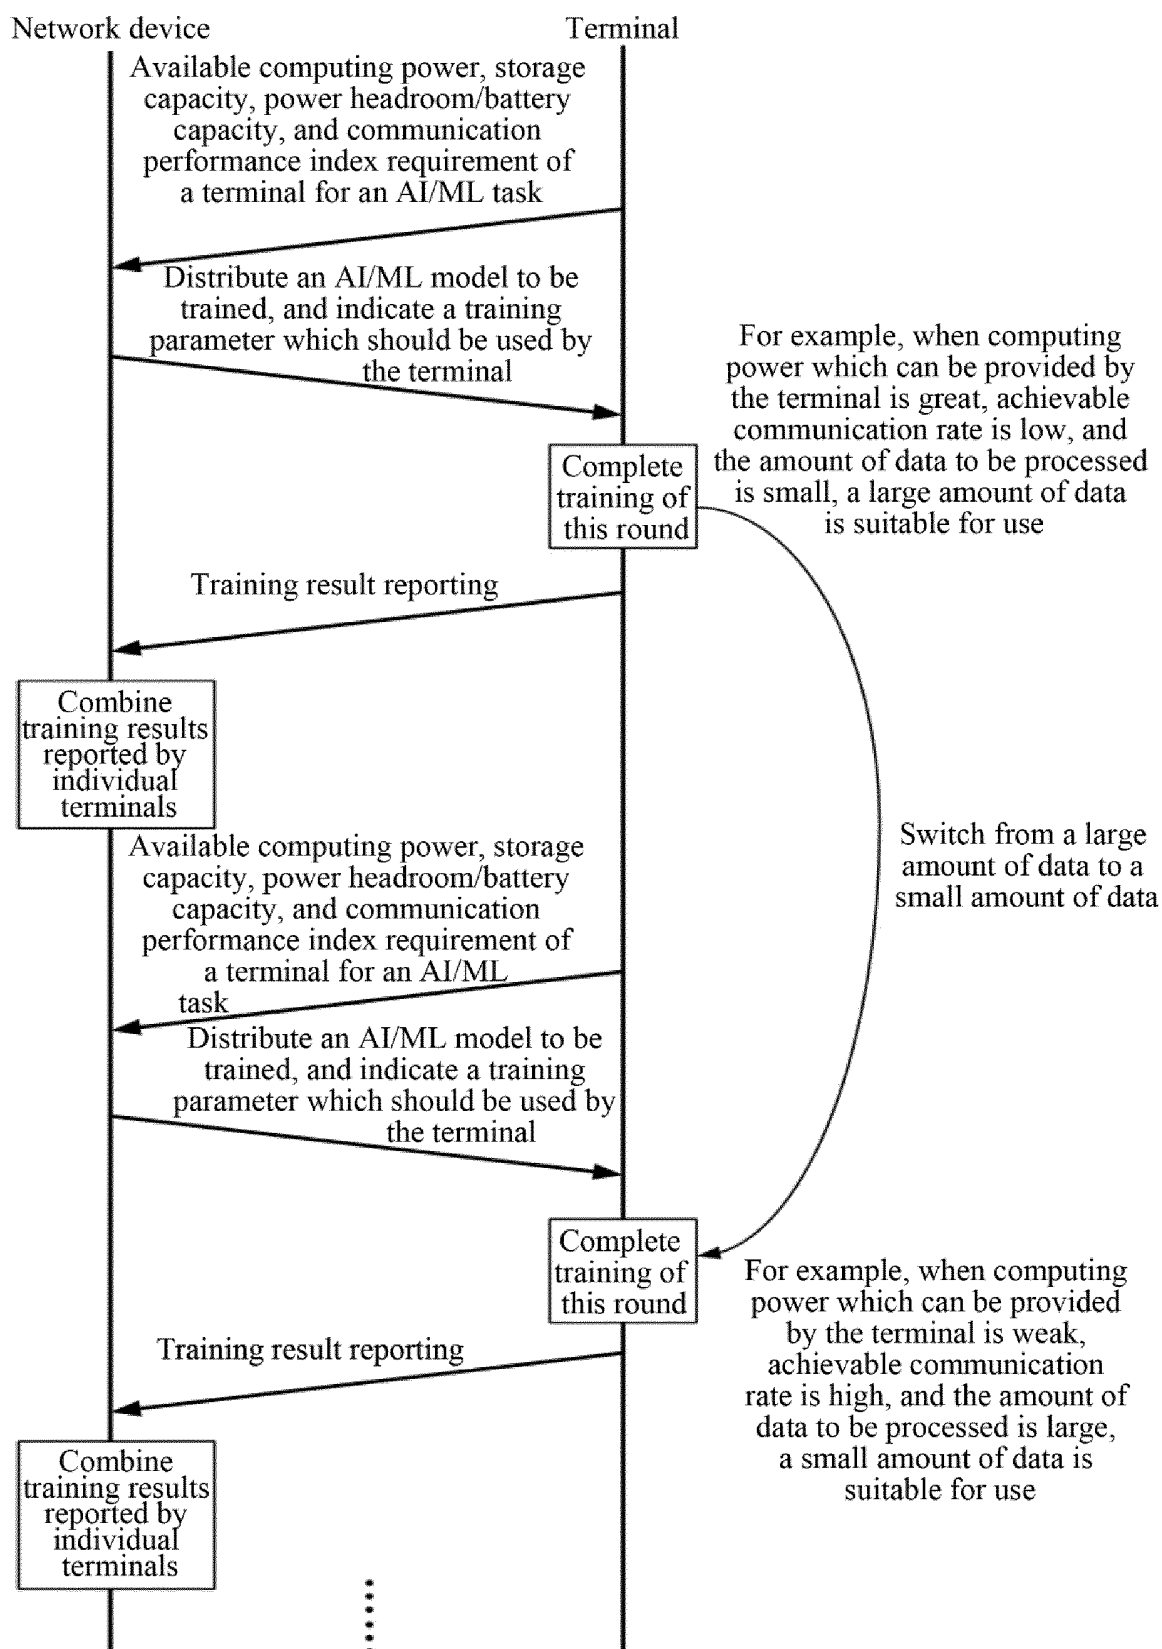 Network device
Terminal
Available computing power, storage
capacity, power headroom/battery
capacity, and communication
performance index requirement of
a terminal for an AI/ML task
Distribute an AI/ML model to be
trained, and indicate a training
parameter which should be used by
the terminal
For example, when computing
power which can be provided by
the terminal is great, achievable
communication rate is low, and
the amount of data to be processed
is small, a large amount of data
is suitable for use
Complete
training of
this round
Training result reporting
Combine
training results
reported by
individual
terminals
Switch from a large
amount of data to a
small amount of data
Available computing power, storage
capacity, power headroom/battery
capacity, and communication
performance index requirement of
a terminal for an AI/ML
task
Distribute an AI/ML model to be
trained, and indicate a training
parameter which should be used by
the terminal
Complete
training of
this round
For example, when computing
power which can be provided
by the terminal is weak,
achievable communication
rate is high, and the amount of
data to be processed is large,
a small amount of data is
suitable for use
Training result reporting
Combine
training results
reported by
individual
terminals